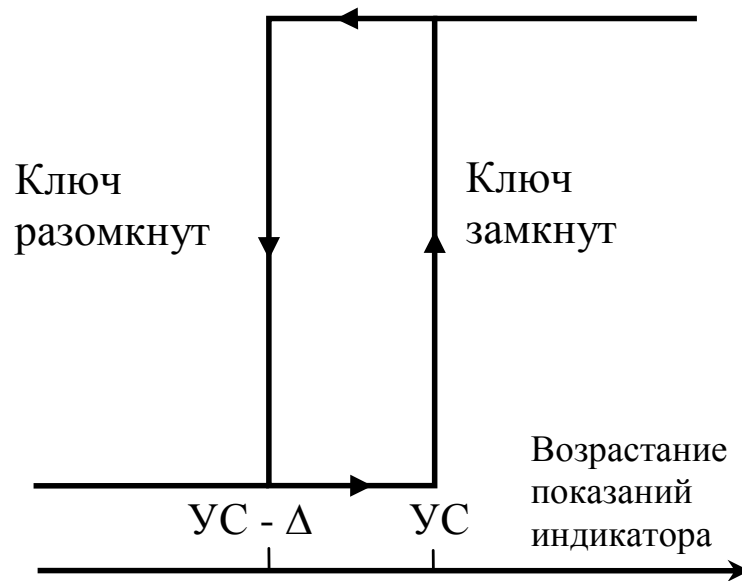 Ключ
разомкнут
Ключ
замкнут
Возрастание
показаний
индикатора
УС - Δ
УС